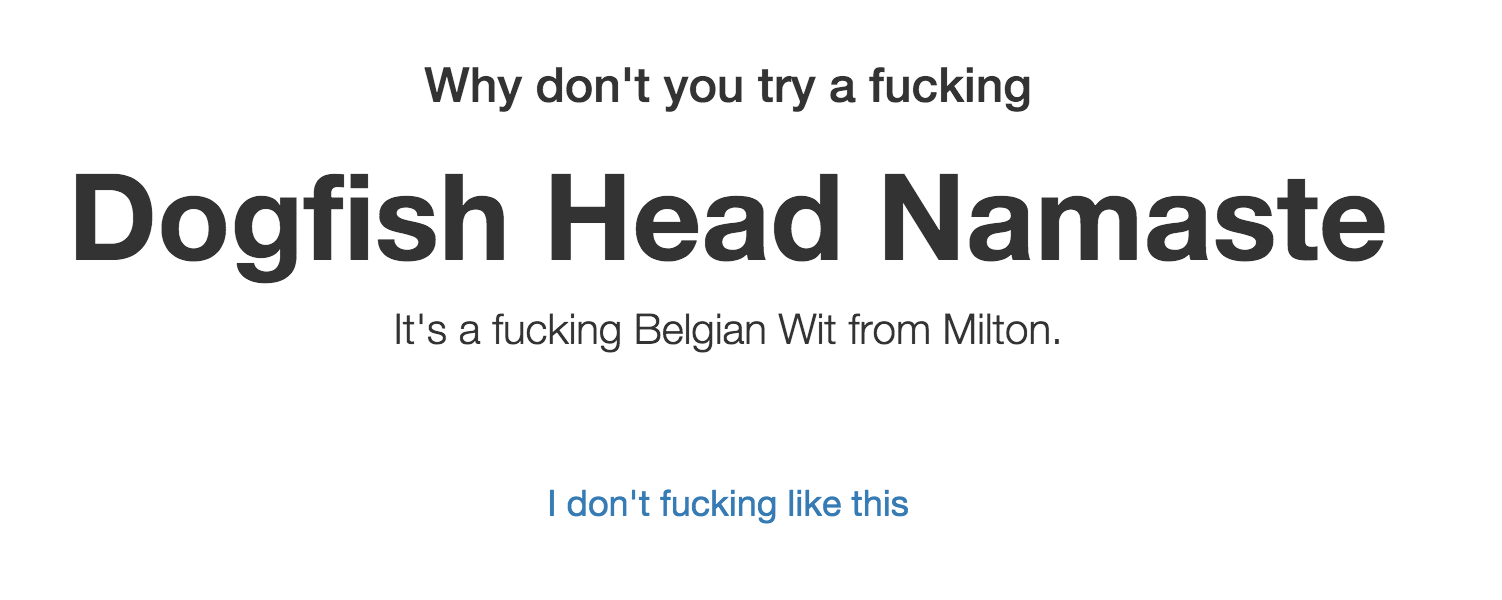 Why don't you try a fucking
Dogfish Head Namaste
It's a fucking Belgian Wit from Milton.
I don't fucking like this